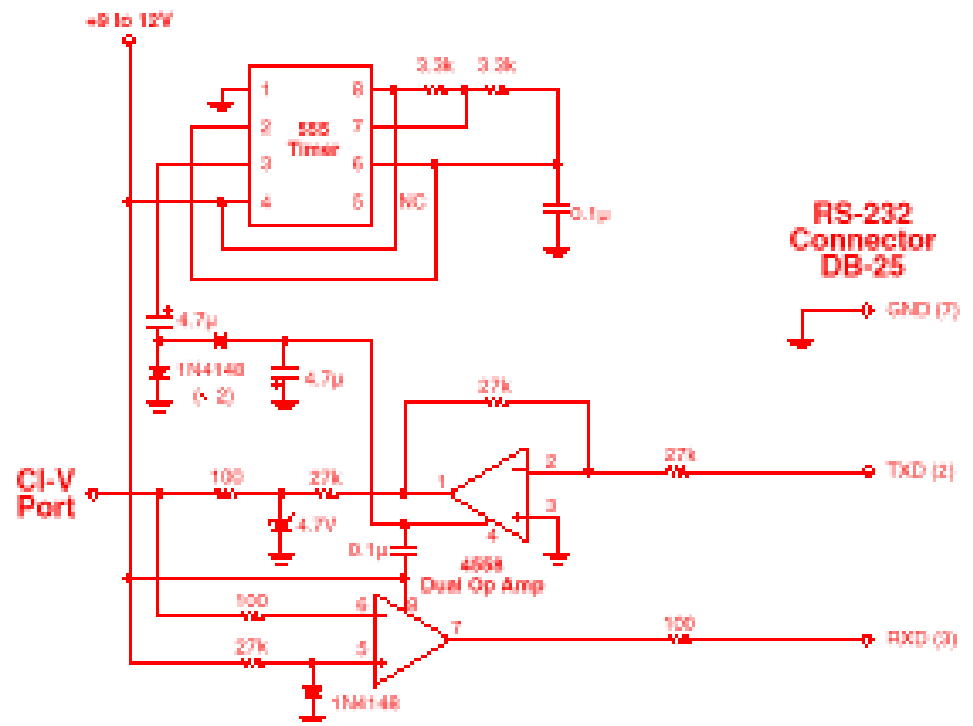 +9 to 12V
3.3k 3.3k
1 8
2 555 7
Timer
3 6
4 5 NC
0.1µ
RS-232
Connector
DB-25
GND (7)
4.7µ
1N4148
4.7µ
27k
CI-V
Port
100 27k 1 2 27k TXD (2)
3
4.7V
4
0.1µ
4558
Dual Op Amp
100 6 8
7 100 RXD (3)
27k 5
1N4148